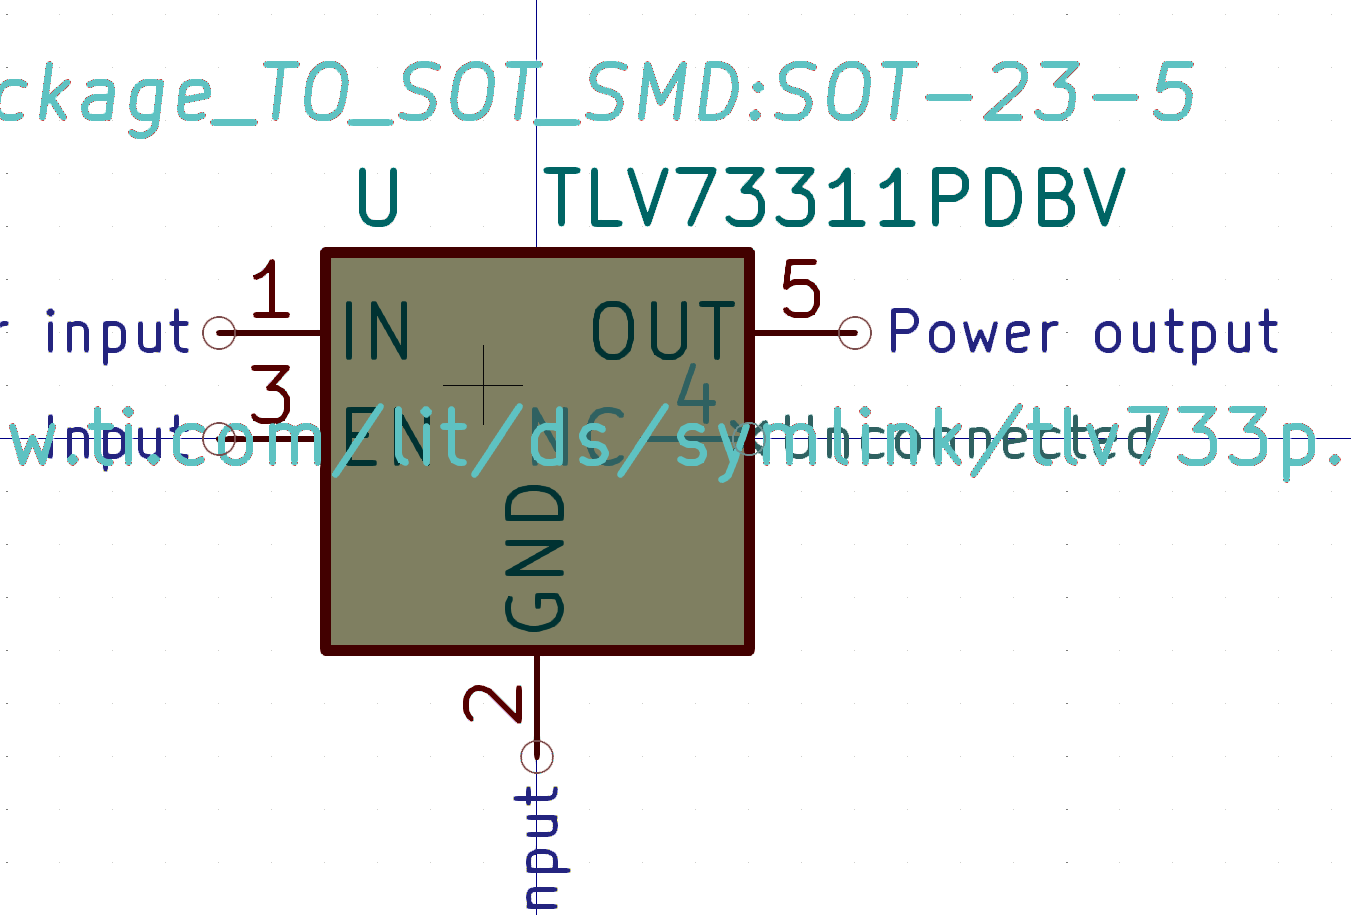 ckage_TO_SOT_SMD:SOT-23-5
U TLV73311PDBV
1 5
r input IN OUT Power output
3 4
Input EN NC Unconnected
w.ti.com/lit/ds/symlink/tlv733p.
GND
2
nput